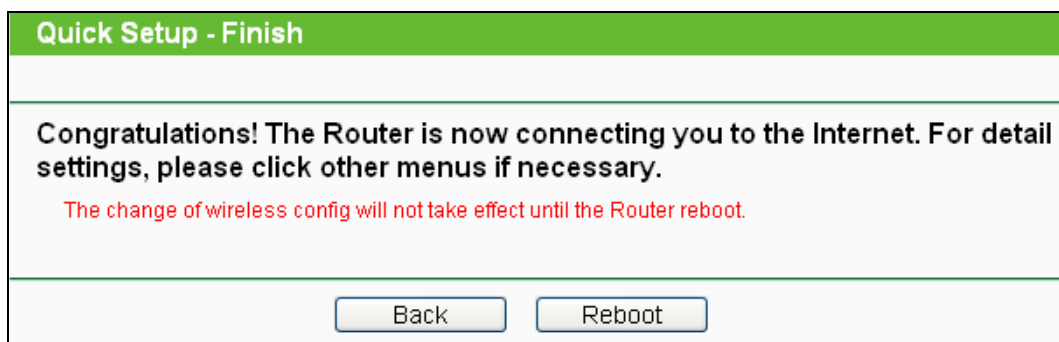 Quick Setup - Finish
Congratulations! The Router is now connecting you to the Internet. For detail
settings, please click other menus if necessary.
The change of wireless config will not take effect until the Router reboot.
Back
Reboot